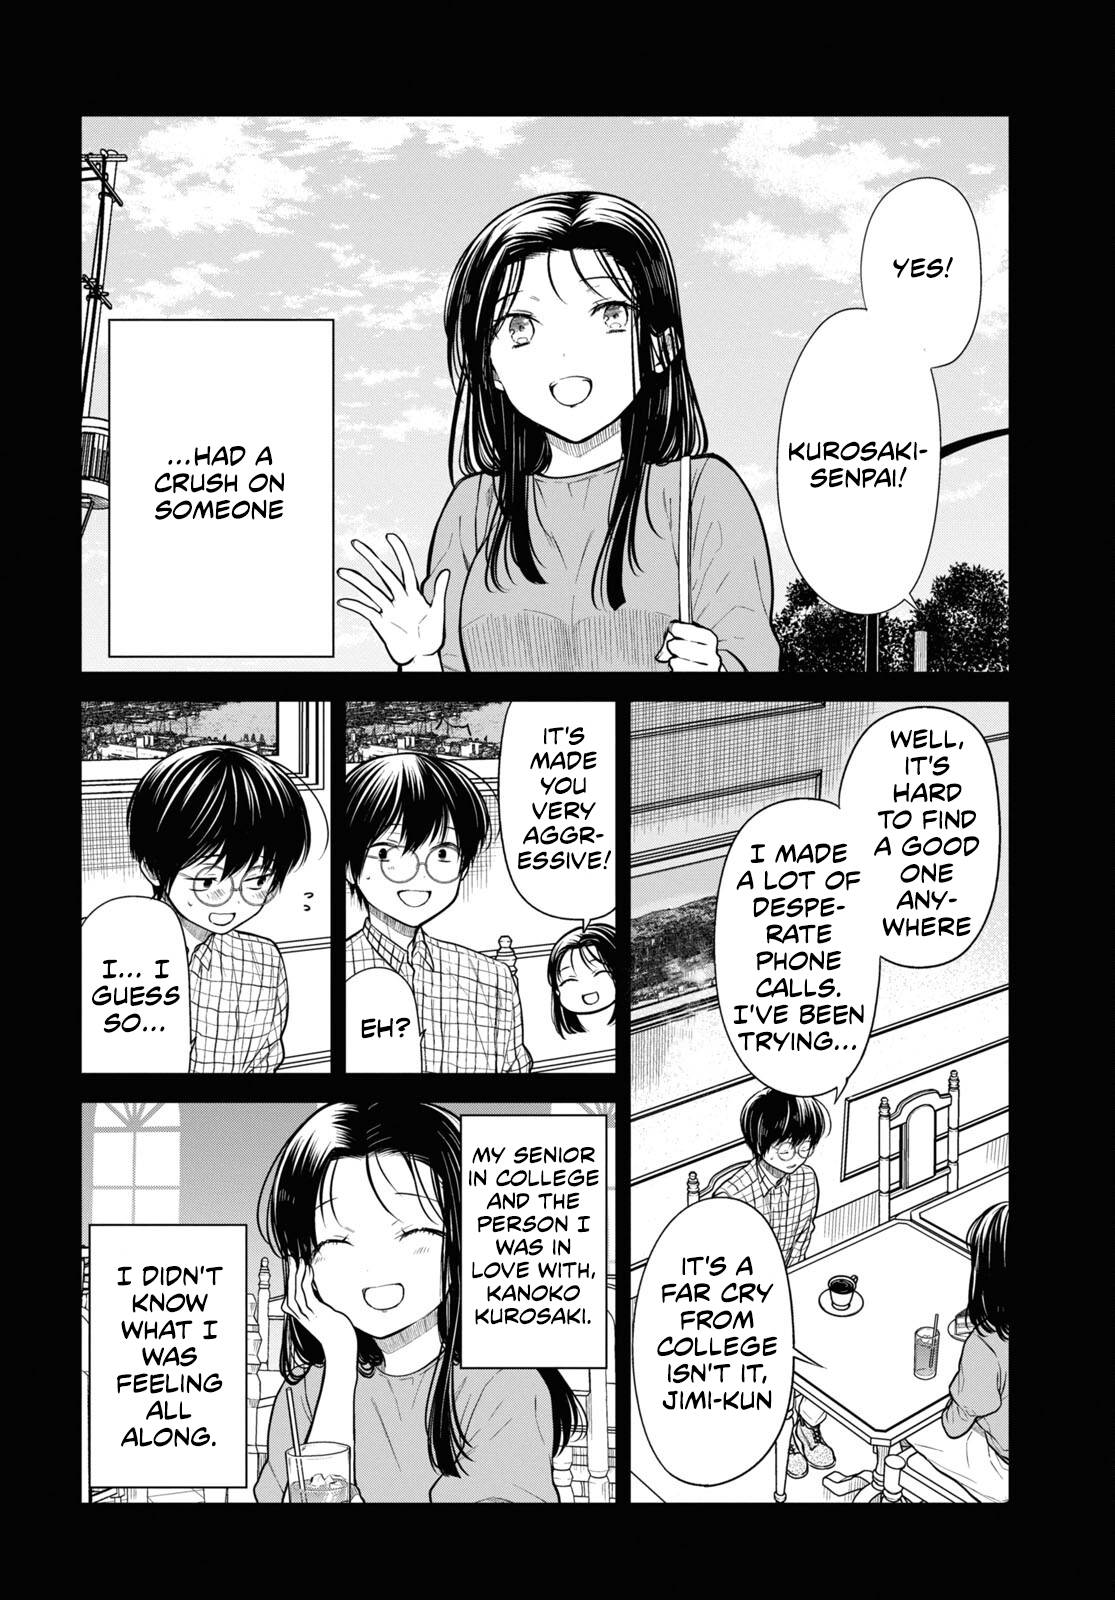 YES!
KUROSAKI-
SENPAI!
...HAD A
CRUSH ON
SOMEONE
WELL,
IT'S
HARD
TO FIND
A GOOD
ONE
ANY-
WHERE
I MADE
A LOT OF
DESPE-
RATE
PHONE
CALLS.
I'VE BEEN
TRYING...
IT'S A
FAR CRY
FROM
COLLEGE
ISN'T IT,
JIMI-KUN
IT'S
MADE
YOU
VERY
AGGR-
ESSIVE!
EH?
I... I
GUESS
SO...
MY SENIOR
IN COLLEGE
AND THE
PERSON I
WAS IN
LOVE WITH,
KANOKO
KUROSAKI.
I DIDN'T
KNOW
WHAT I
WAS
FEELING
ALL
ALONG.